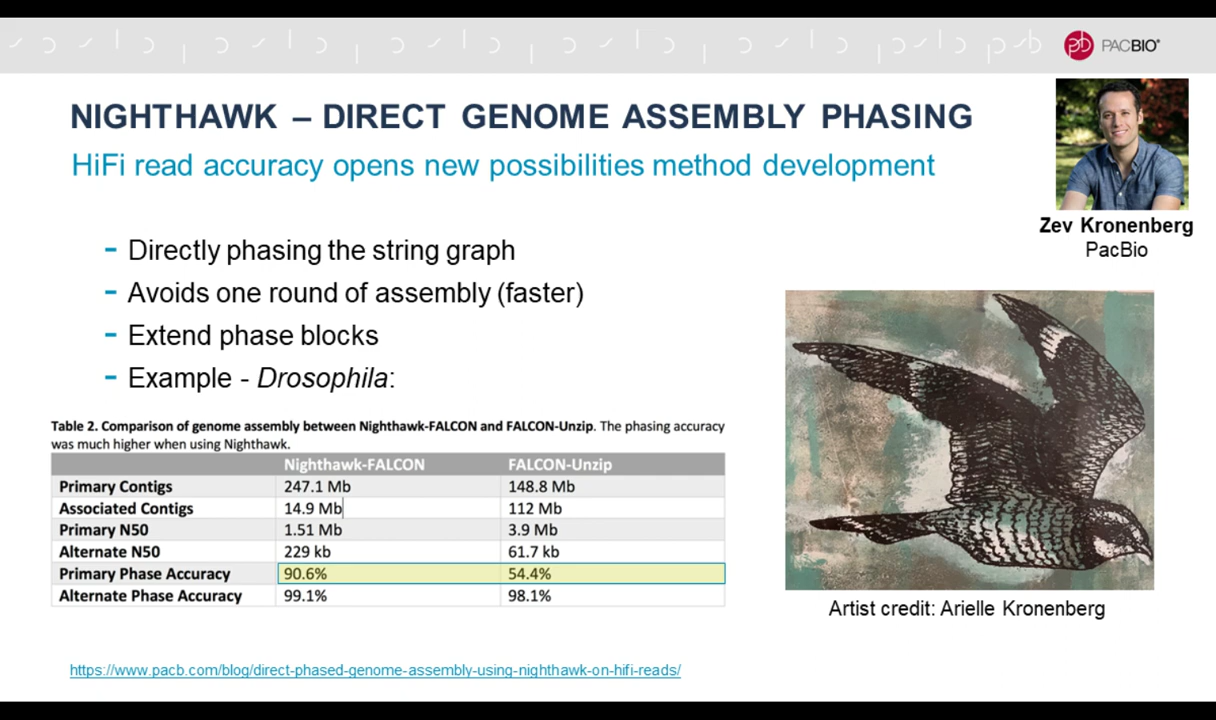 PACBIO®
NIGHTHAWK – DIRECT GENOME ASSEMBLY PHASING
HiFi read accuracy opens new possibilities method development
Zev Kronenberg
PacBio
- Directly phasing the string graph
- Avoids one round of assembly (faster)
- Extend phase blocks
- Example - Drosophila:
Table 2. Comparison of genome assembly between Nighthawk-FALCON and FALCON-Unzip. The phasing accuracy
was much higher when using Nighthawk.
Nighthawk-FALCON FALCON-Unzip
Primary Contigs 247.1 Mb 148.8 Mb
Associated Contigs 14.9 Mb 112 Mb
Primary N50 1.51 Mb 3.9 Mb
Alternate N50 229 kb 61.7 kb
Primary Phase Accuracy 90.6% 54.4%
Alternate Phase Accuracy 99.1% 98.1%
Artist credit: Arielle Kronenberg
https://www.pacb.com/blog/direct-phased-genome-assembly-using-nighthawk-on-hifi-reads/